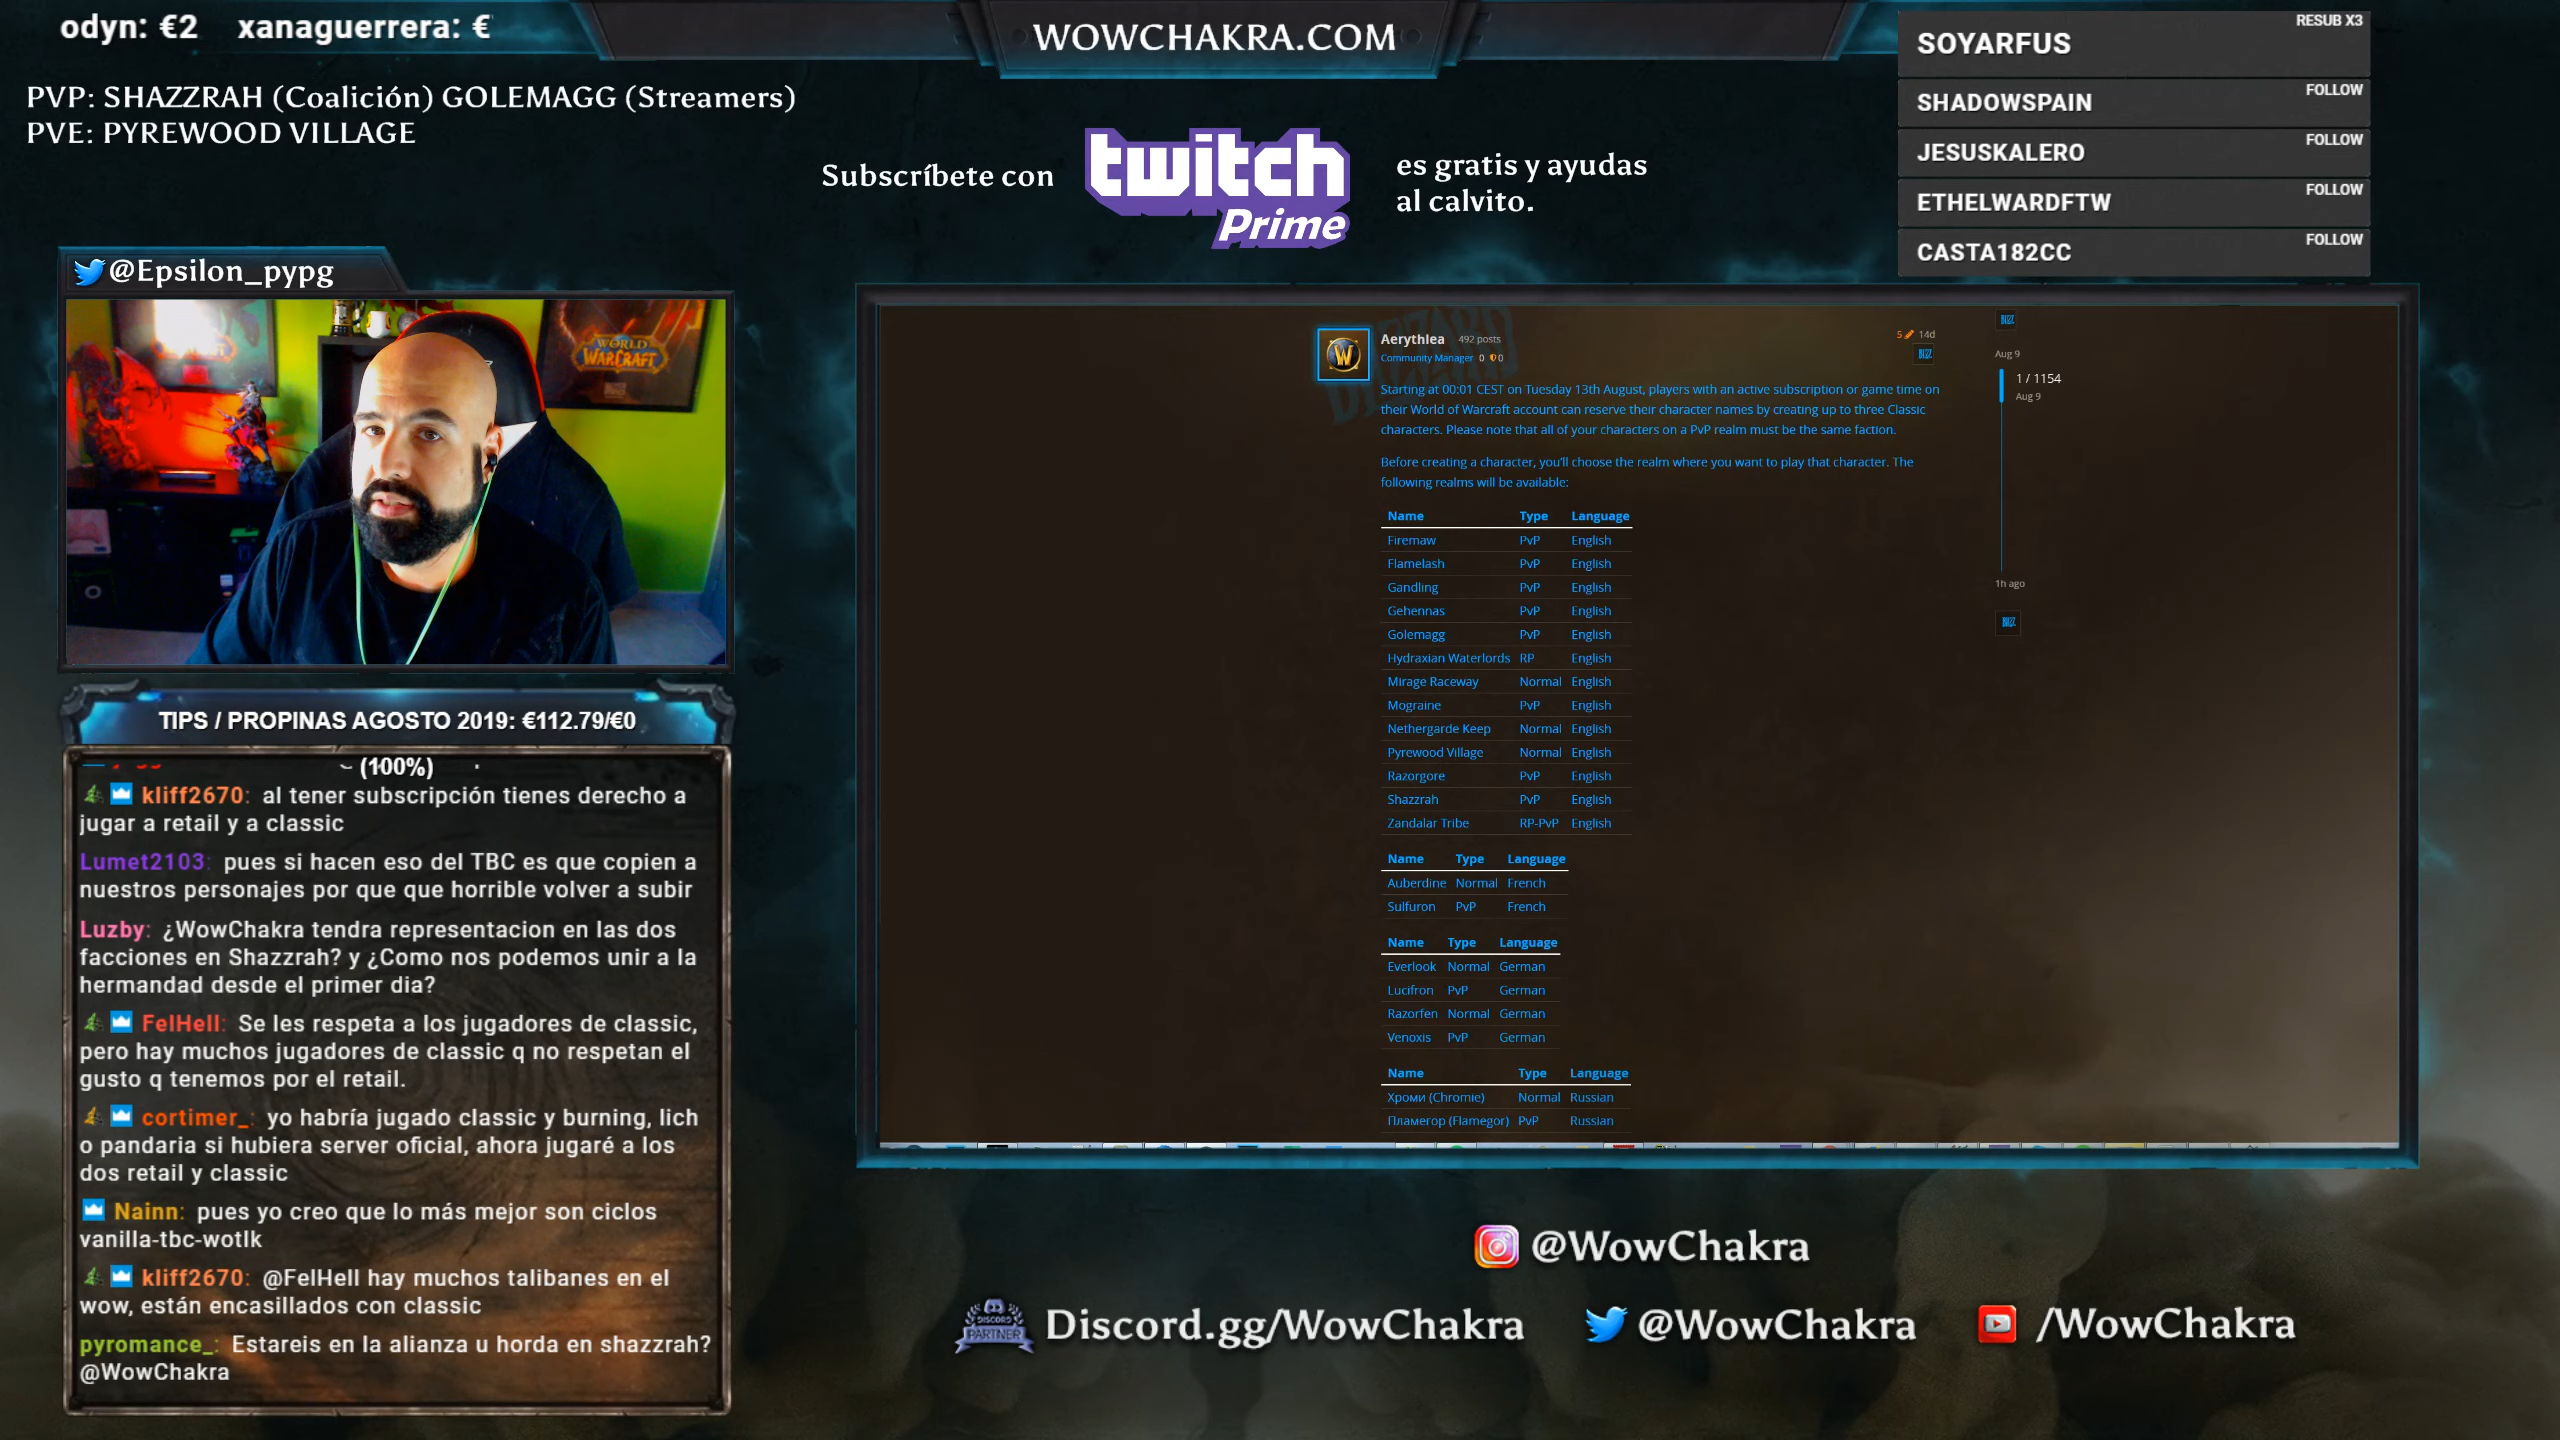 odyn: €2 xanaguerrera: €
WOWCHAKRA.COM
PVP: SHAZZRAH (Coalición) GOLEMAGG (Streamers)
PVE: PYREWOOD VILLAGE
Subscríbete con
twitch
Prime
es gratis y ayudas
al calvito.
RESUB X3
SOYARFUS
FOLLOW
SHADOWSPAIN
FOLLOW
JESUSKALERO
FOLLOW
ETHELWARDFTW
FOLLOW
CASTA182CC
@Epsilon_pypg
WORLD
WARCRAFT
TIPS / PROPINAS AGOSTO 2019: €112.79/€0
(100%)
kliff2670: al tener subscripción tienes derecho a
jugar a retail y a classic
Lumet2103: pues si hacen eso del TBC es que copien a
nuestros personajes por que que horrible volver a subir
Luzby: ¿WowChakra tendra representacion en las dos
facciones en Shazzrah? y ¿Como nos podemos unir a la
hermandad desde el primer dia?
FelHell: Se les respeta a los jugadores de classic,
pero hay muchos jugadores de classic q no respetan el
gusto q tenemos por el retail.
cortimer_: yo habría jugado classic y burning, lich
o pandaria si hubiera server oficial, ahora jugaré a los
dos retail y classic
Nainn: pues yo creo que lo más mejor son ciclos
vanilla-tbc-wotlk
kliff2670: @FelHell hay muchos talibanes en el
wow, están encasillados con classic
pyromance_: Estareis en la alianza u horda en shazzrah?
@WowChakra
Aerythlea 492 posts
Community Manager 0 0
5 14d
BLIZZ
Starting at 00:01 CEST on Tuesday 13th August, players with an active subscription or game time on
their World of Warcraft account can reserve their character names by creating up to three Classic
characters. Please note that all of your characters on a PvP realm must be the same faction.
Before creating a character, you'll choose the realm where you want to play that character. The
following realms will be available:
Name Type Language
Firemaw PvP English
Flamelash PvP English
Gandling PvP English
Gehennas PvP English
Golemagg PvP English
Hydraxian Waterlords RP English
Mirage Raceway Normal English
Mograine PvP English
Nethergarde Keep Normal English
Pyrewood Village Normal English
Razorgore PvP English
Shazzrah PvP English
Zandalar Tribe RP-PvP English
Name Type Language
Auberdine Normal French
Sulfuron PvP French
Name Type Language
Everlook Normal German
Lucifron PvP German
Razorfen Normal German
Venoxis PvP German
Name Type Language
Хроми (Chromie) Normal Russian
Пламегор (Flamegor) PvP Russian
BLIZZ
Aug 9
1 / 1154
Aug 9
1h ago
BLIZZ
@WowChakra
DISCORD
PARTNER
Discord.gg/WowChakra
@WowChakra
/WowChakra